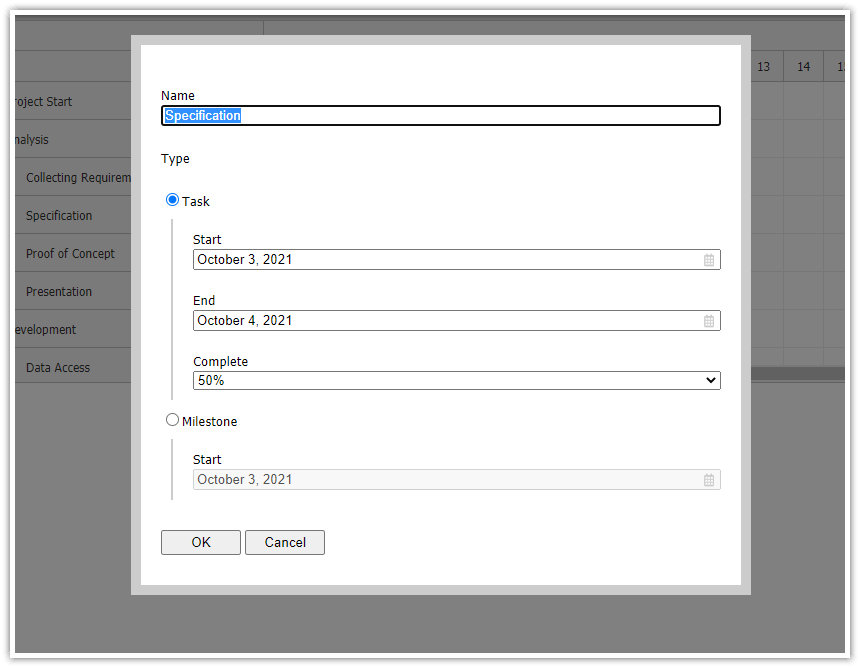 Name
Specification
Type
Task
Start
October 3, 2021
End
October 4, 2021
Complete
50%
Milestone
Start
October 3, 2021
OK Cancel
13 14
roject Start
nalysis
Collecting Requirem
Specification
Proof of Concept
Presentation
evelopment
Data Access